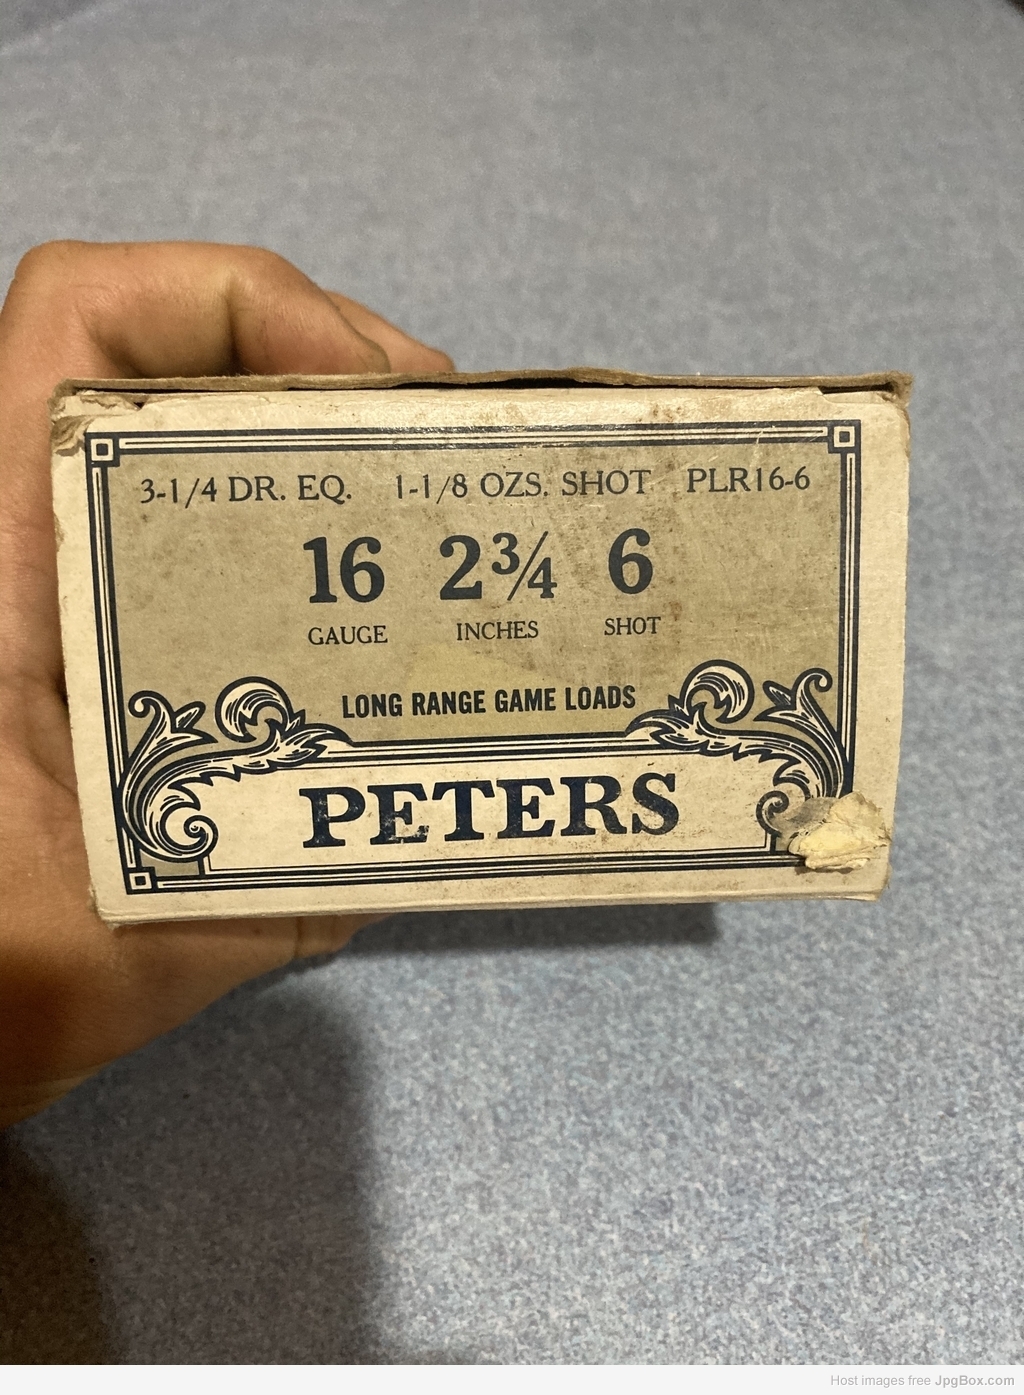 3-1/4 DR. EQ. 1-1/8 OZS. SHOT PLR16-6
16 2¾ 6
GAUGE INCHES SHOT
LONG RANGE GAME LOADS
PETERS
Host images free JpgBox.com